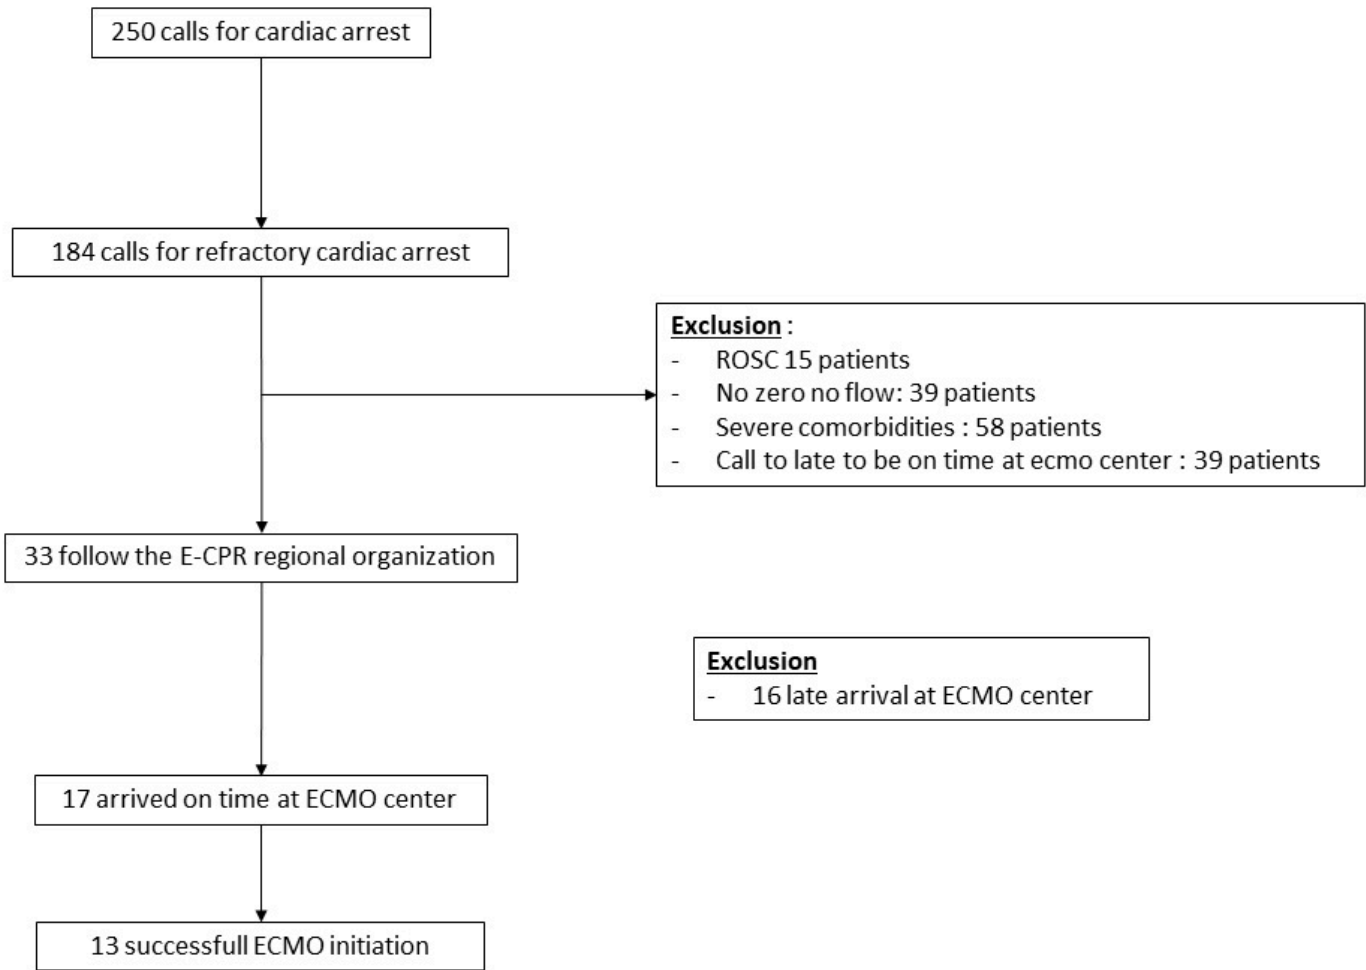 250 calls for cardiac arrest
184 calls for refractory cardiac arrest
Exclusion :
- ROSC 15 patients
- No zero no flow: 39 patients
- Severe comorbidities : 58 patients
- Call to late to be on time at ecmo center : 39 patients
33 follow the E-CPR regional organization
Exclusion
- 16 late arrival at ECMO center
17 arrived on time at ECMO center
13 successfull ECMO initiation